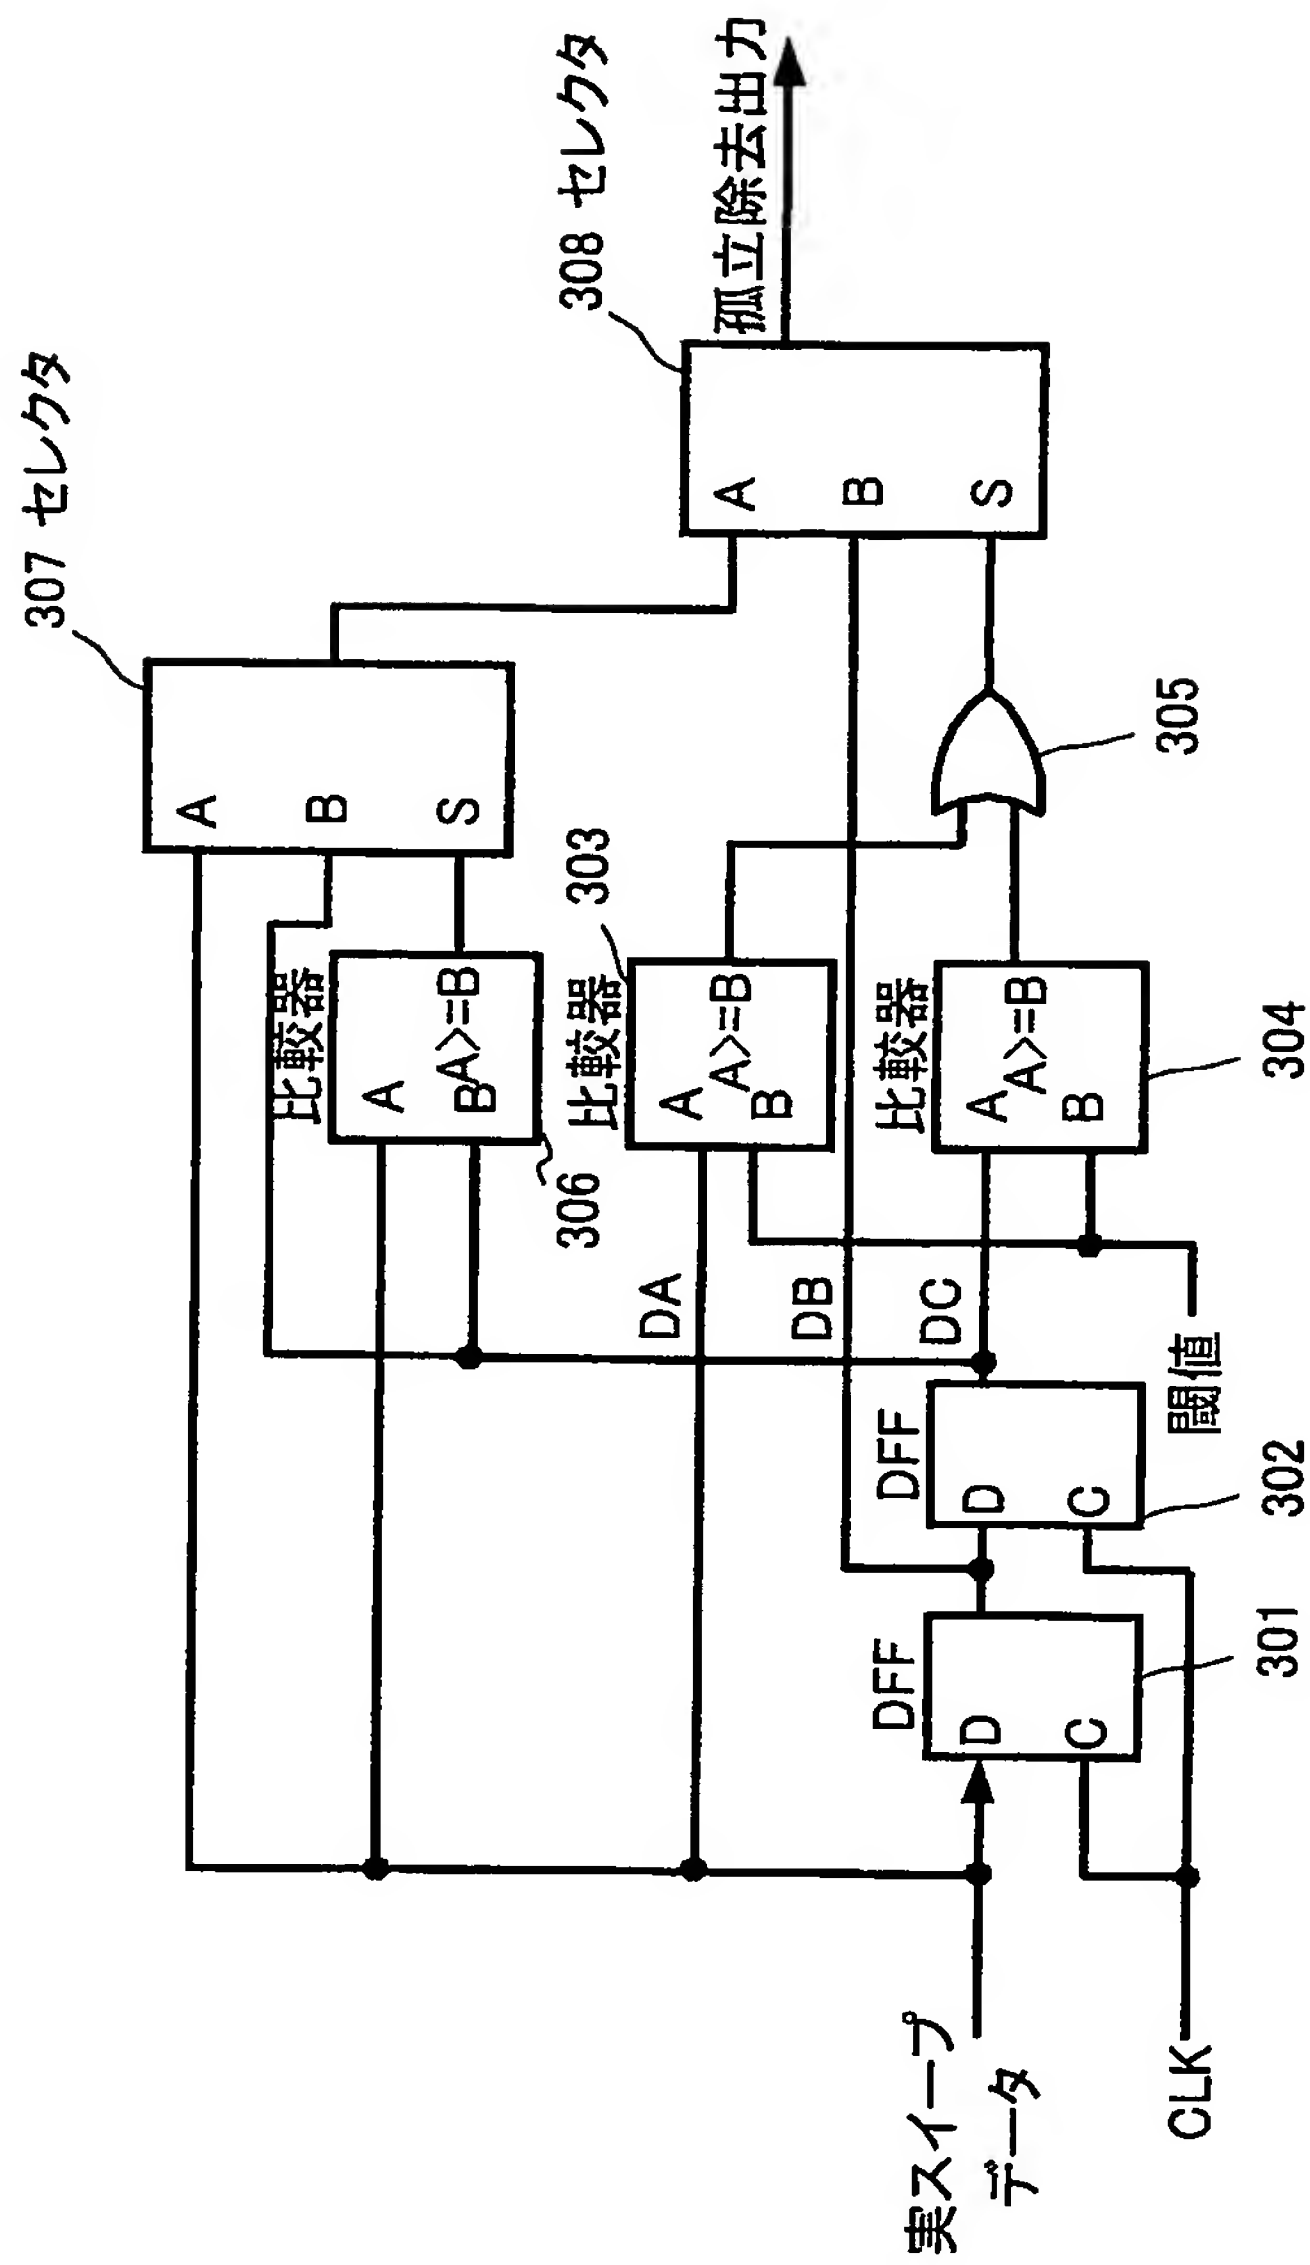 307 セレクタ
A
B
S
308 セレクタ
A
B
S
孤立除去出力
比較器
A
A>=B
B
306
比較器
303
A
A>=B
B
比較器
A
A>=B
B
304
305
DA
DB
DC
閾値
DFF
D
C
302
DFF
D
C
301
実スイープ
データ
CLK